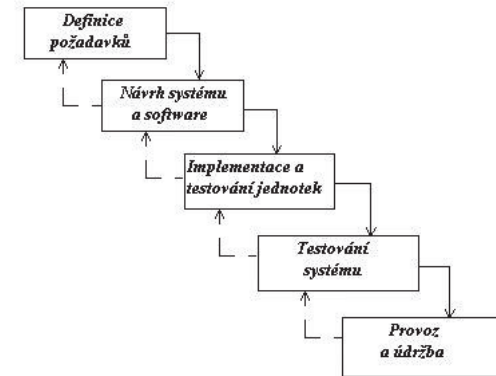 Definice
požadavků
Návrh systému
a software
Implementace a
testování jednotek
Testování
systému
Provoz
a údržba